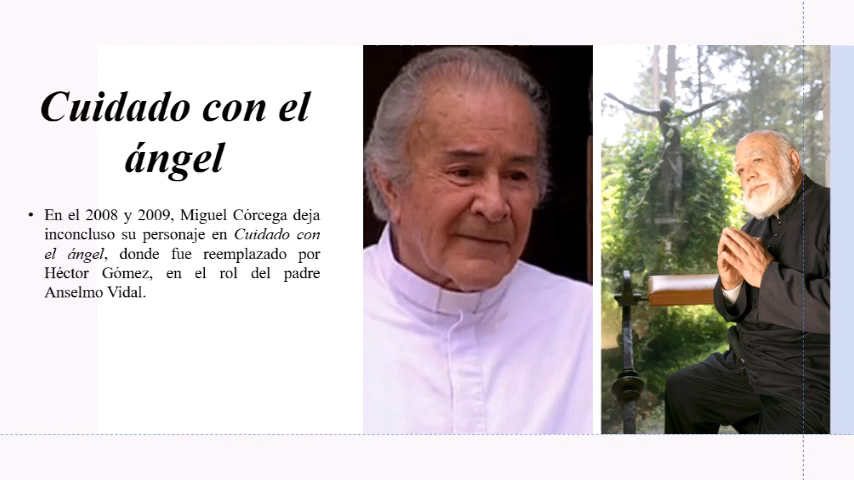 Cuidado con el
ángel
• En el 2008 y 2009, Miguel Córcega deja
inconcluso su personaje en Cuidado con
el ángel, donde fue reemplazado por
Héctor Gómez, en el rol del padre
Anselmo Vidal.